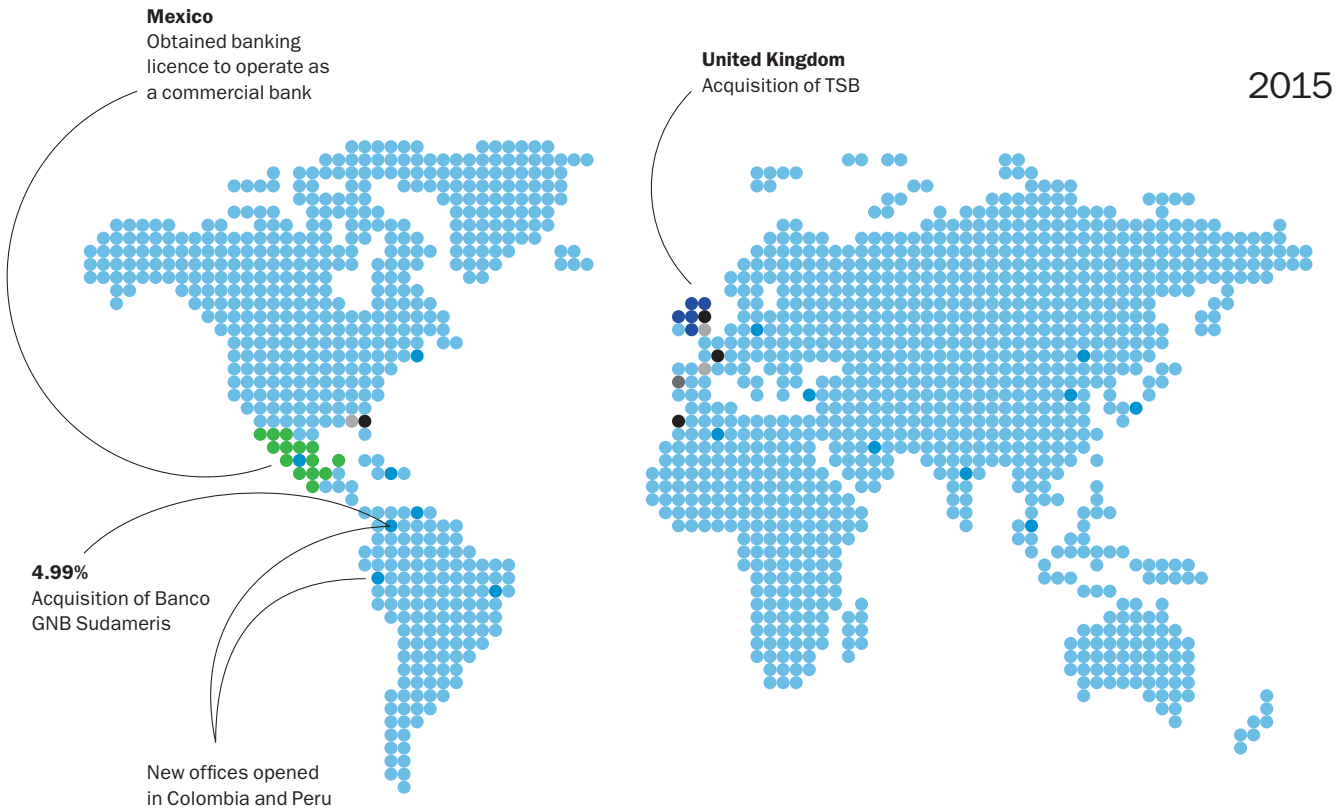 Mexico
Obtained banking
licence to operate as
a commercial bank
United Kingdom
Acquisition of TSB
2015
4.99%
Acquisition of Banco
GNB Sudameris
New offices opened
in Colombia and Peru